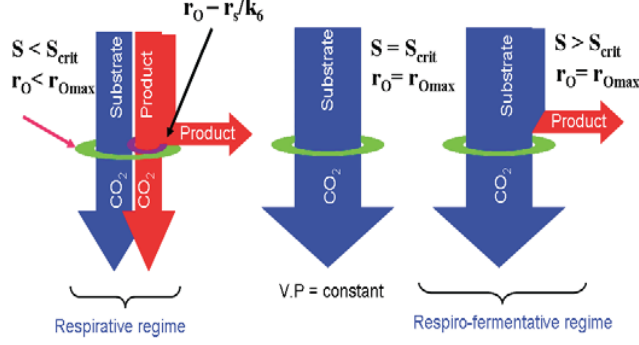 r_O – r_s/k_6
S < S_crit
r_O < r_Omax
Substrate
Product
Product
CO_2
CO_2
S = S_crit
r_O = r_Omax
Substrate
CO_2
S > S_crit
r_O = r_Omax
Substrate
Product
CO_2
V.P = constant
Respirative regime
Respiro-fermentative regime